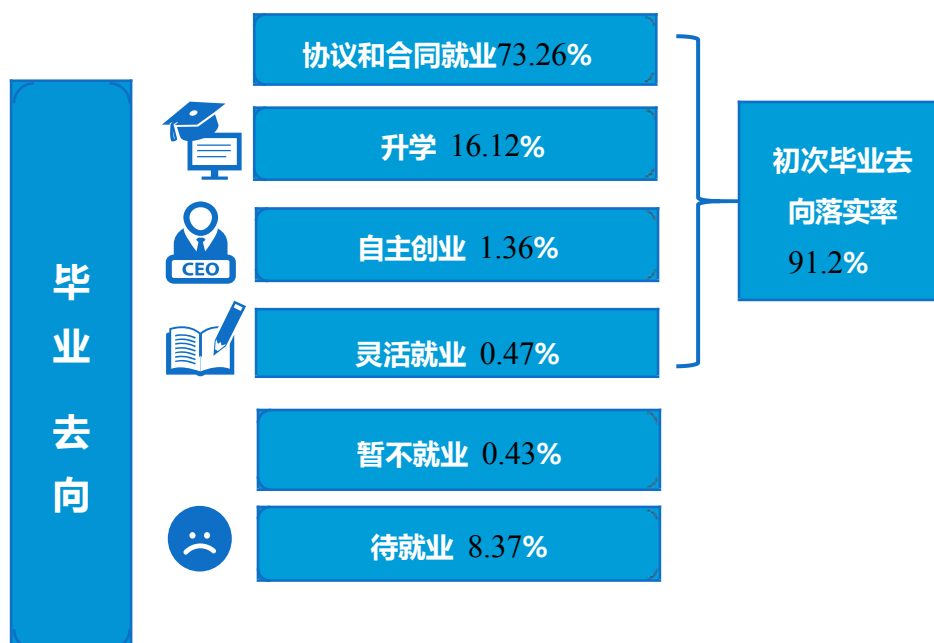 毕
业
去
向
协议和合同就业73.26%
升学 16.12%
CEO
自主创业 1.36%
灵活就业 0.47%
暂不就业 0.43%
待就业 8.37%
初次毕业去
向落实率
91.2%